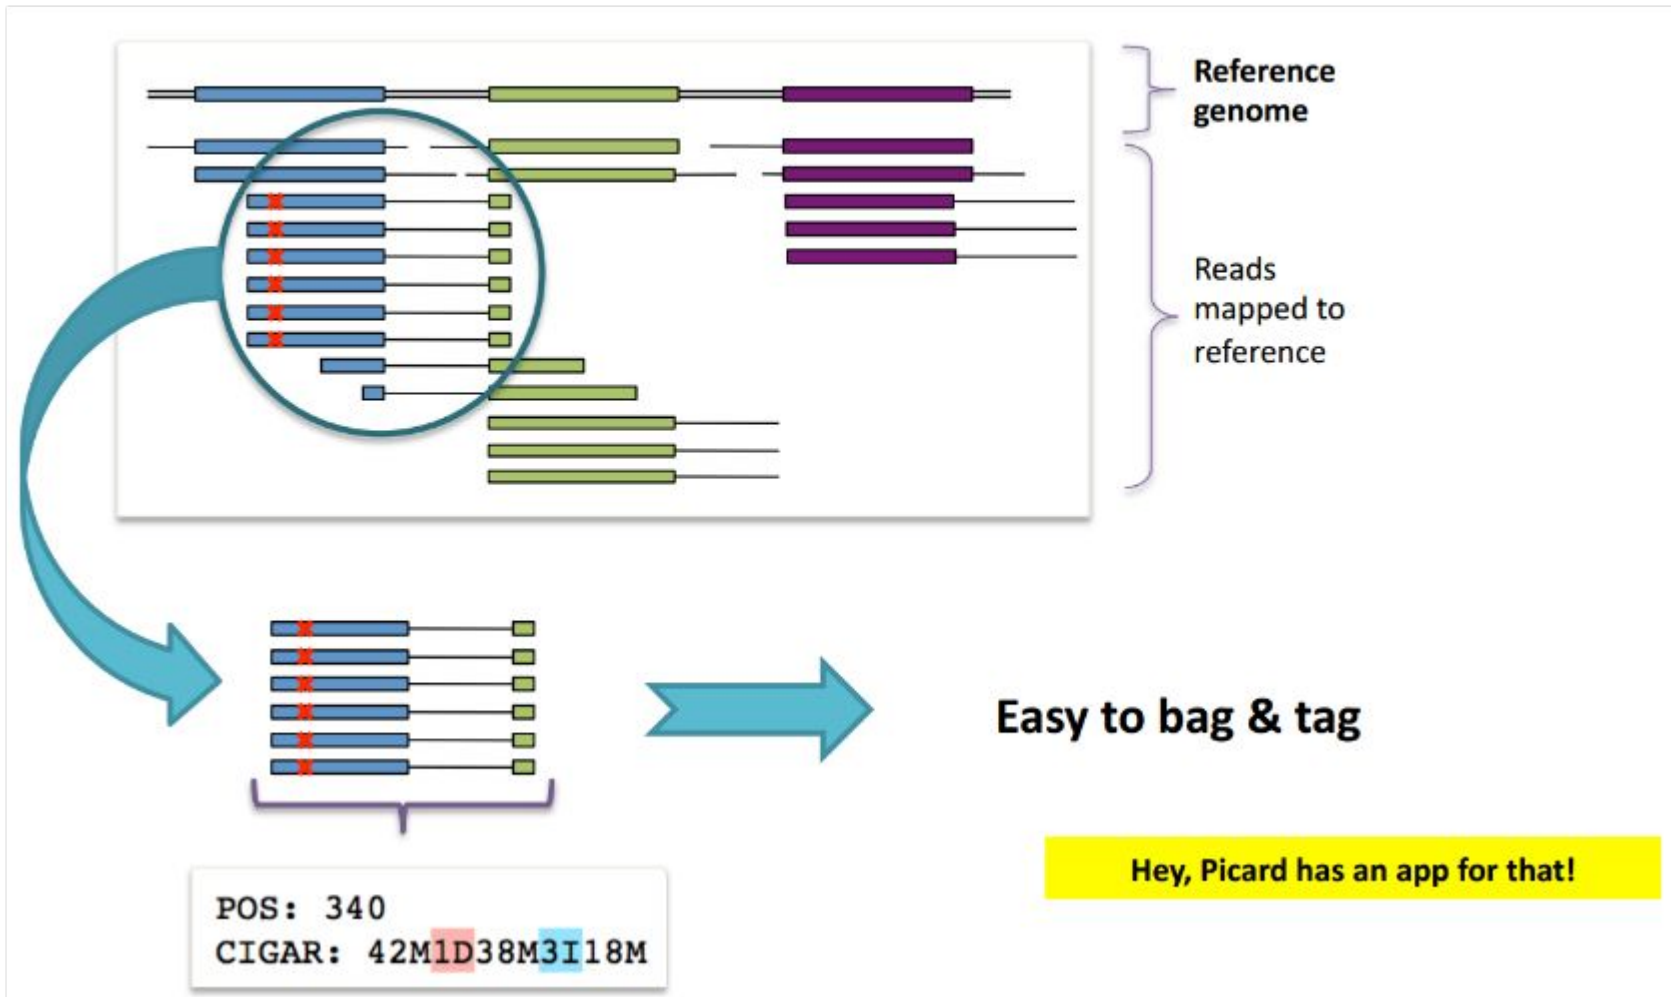 Reference
genome
Reads
mapped to
reference
Easy to bag & tag
Hey, Picard has an app for that!
POS: 340
CIGAR: 42M1D38M3I18M